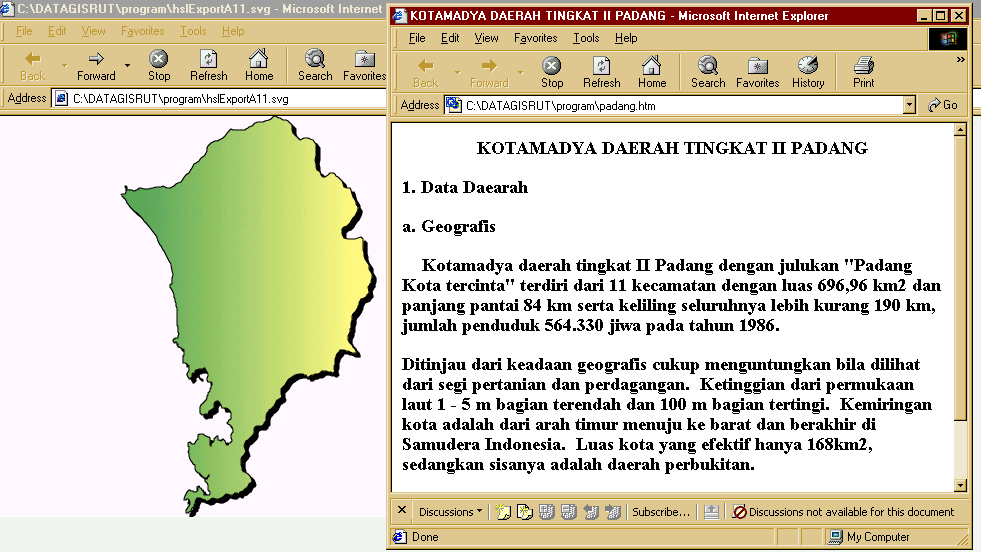 C:\DATAGISRUT\program\hslExportA11.svg - Microsoft Internet
File Edit View Favorites Tools Help
Back Forward Stop Refresh Home Search Favorites
Address C:\DATAGISRUT\program\hslExportA11.svg
KOTAMADYA DAERAH TINGKAT II PADANG - Microsoft Internet Explorer
File Edit View Favorites Tools Help
Back Forward Stop Refresh Home Search Favorites History Print
Address C:\DATAGISRUT\program\padang.htm Go
KOTAMADYA DAERAH TINGKAT II PADANG
1. Data Daearah
a. Geografis
Kotamadya daerah tingkat II Padang dengan julukan "Padang
Kota tercinta" terdiri dari 11 kecamatan dengan luas 696,96 km2 dan
panjang pantai 84 km serta keliling seluruhnya lebih kurang 190 km,
jumlah penduduk 564.330 jiwa pada tahun 1986.
Ditinjau dari keadaan geografis cukup menguntungkan bila dilihat
dari segi pertanian dan perdagangan. Ketinggian dari permukaan
laut 1 - 5 m bagian terendah dan 100 m bagian tertingi. Kemiringan
kota adalah dari arah timur menuju ke barat dan berakhir di
Samudera Indonesia. Luas kota yang efektif hanya 168km2,
sedangkan sisanya adalah daerah perbukitan.
Discussions Subscribe... Discussions not available for this document
Done My Computer